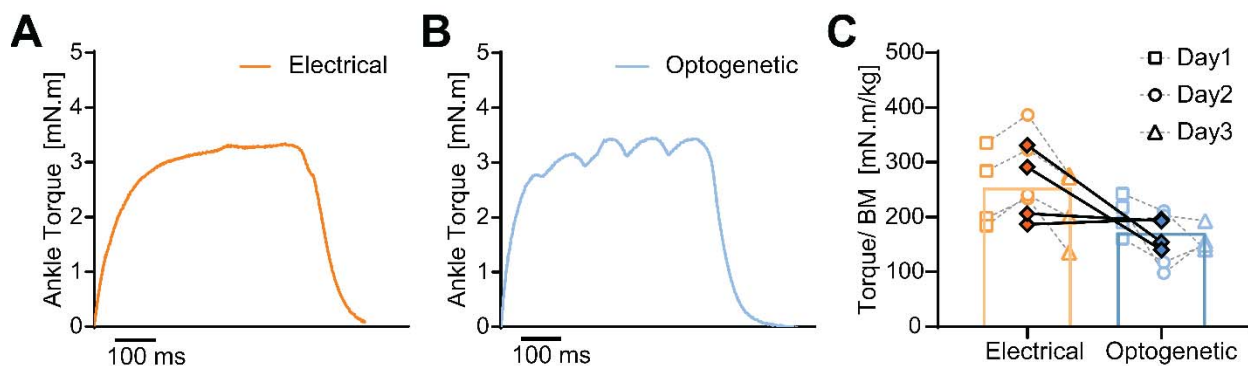 A
Ankle Torque [mN.m]
5
4
3
2
1
0
Electrical
100 ms
B
Ankle Torque [mN.m]
5
4
3
2
1
0
Optogenetic
100 ms
C
Torque/ BM [mN.m/kg]
500
400
300
200
100
0
Day1
Day2
Day3
Electrical Optogenetic